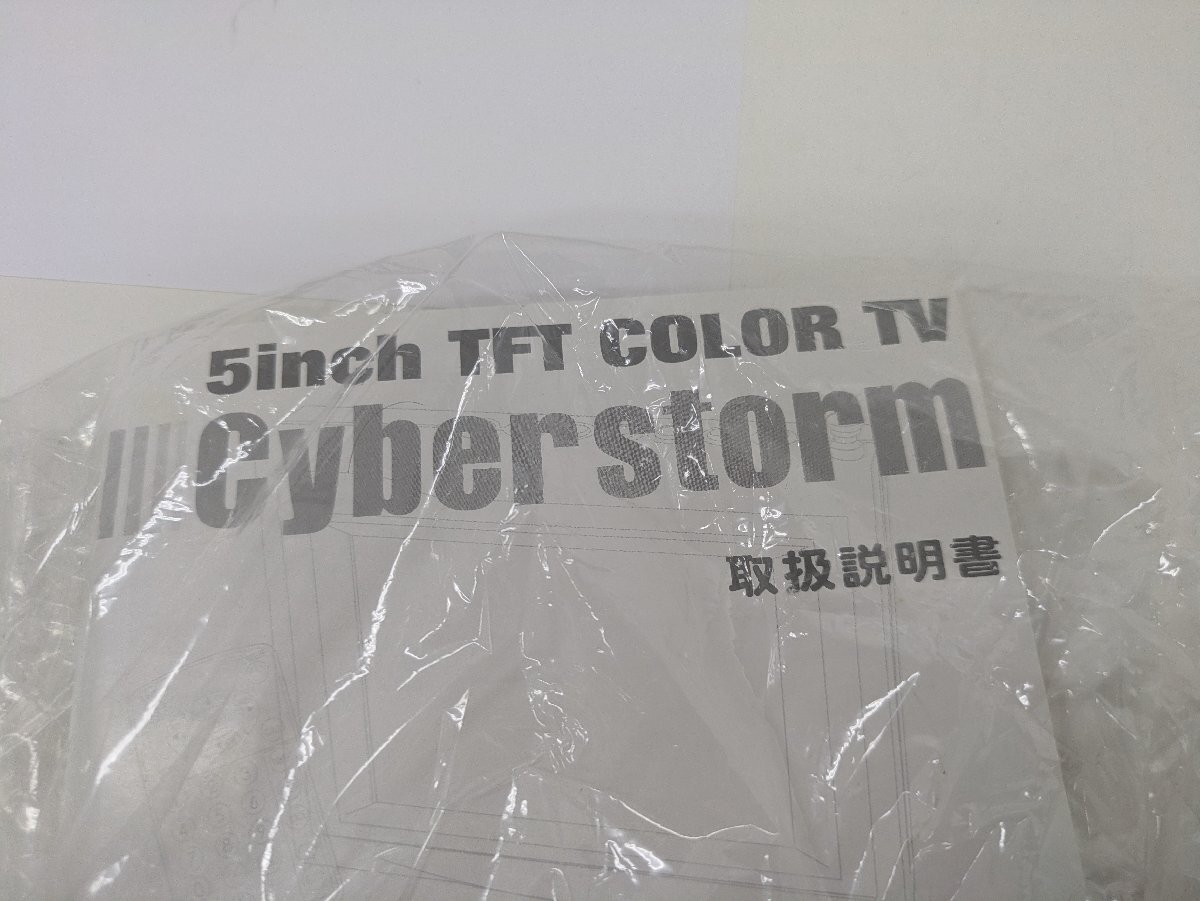 5inch TFT COLOR TV
Cyberstorm
取扱説明書